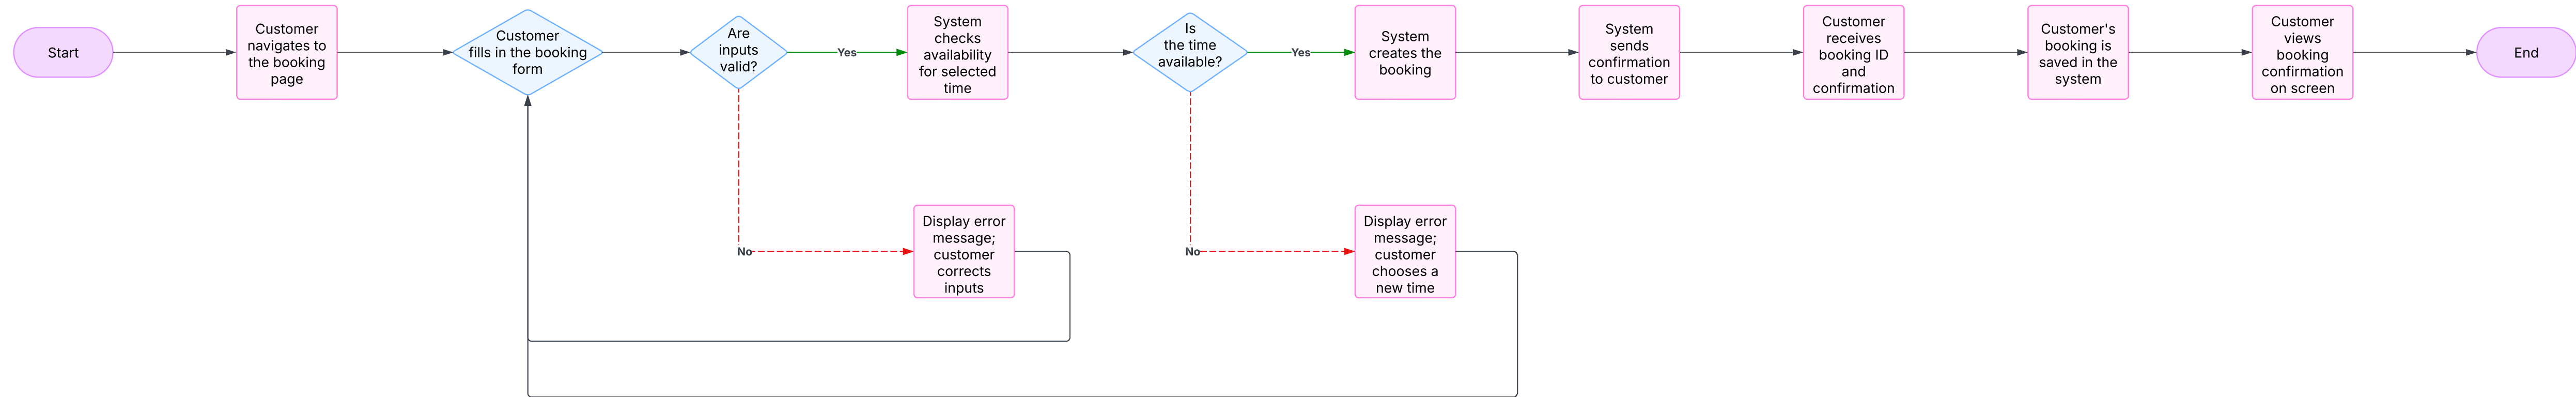 Start
Customer
navigates to
the booking
page
Customer
fills in the booking
form
Are
inputs
valid?
Yes
System
checks
availability
for selected
time
Is
the time
available?
Yes
System
creates the
booking
System
sends
confirmation
to customer
Customer
receives
booking ID
and
confirmation
Customer's
booking is
saved in the
system
Customer
views
booking
confirmation
on screen
End
No
Display error
message;
customer
corrects
inputs
No
Display error
message;
customer
chooses a
new time